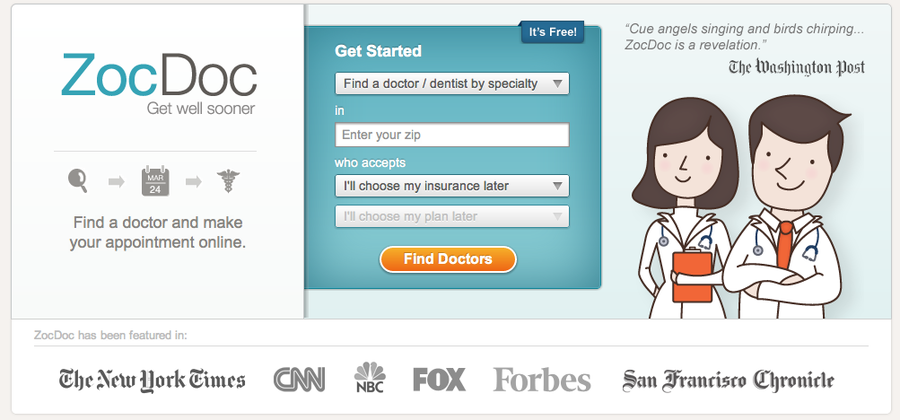 ZocDoc
Get well sooner
MAR
24
Find a doctor and make
your appointment online.
It's Free!
Get Started
Find a doctor / dentist by specialty
in
Enter your zip
who accepts
I'll choose my insurance later
I'll choose my plan later
Find Doctors
“Cue angels singing and birds chirping...
ZocDoc is a revelation.”
The Washington Post
ZocDoc has been featured in:
The New York Times
CNN
NBC
FOX
Forbes
San Francisco Chronicle